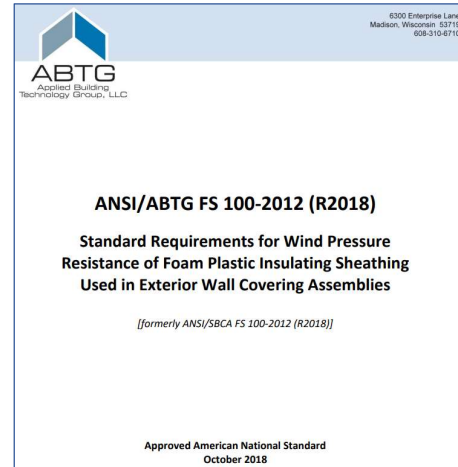 6300 Enterprise Lane
Madison, Wisconsin 53719
608-310-6710
ABTG
Applied Building
Technology Group, LLC
ANSI/ABTG FS 100-2012 (R2018)
Standard Requirements for Wind Pressure
Resistance of Foam Plastic Insulating Sheathing
Used in Exterior Wall Covering Assemblies
[formerly ANSI/SBCA FS 100-2012 (R2018)]
Approved American National Standard
October 2018